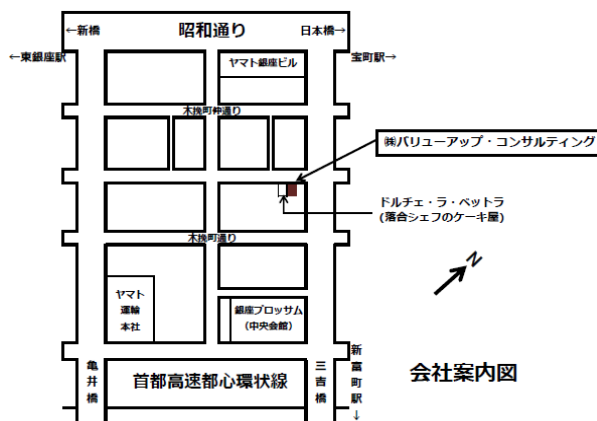 昭和通り
←新橋
日本橋→
←東銀座駅
宝町駅→
ヤマト銀座ビル
木挽町仲通り
㈱バリューアップ・コンサルティング
ドルチェ・ラ・ベットラ
(落合シェフのケーキ屋)
木挽町通り
N
ヤマト
運輸
本社
銀座ブロッサム
(中央会館)
亀井橋
首都高速都心環状線
三吉橋
新富町駅↓
会社案内図